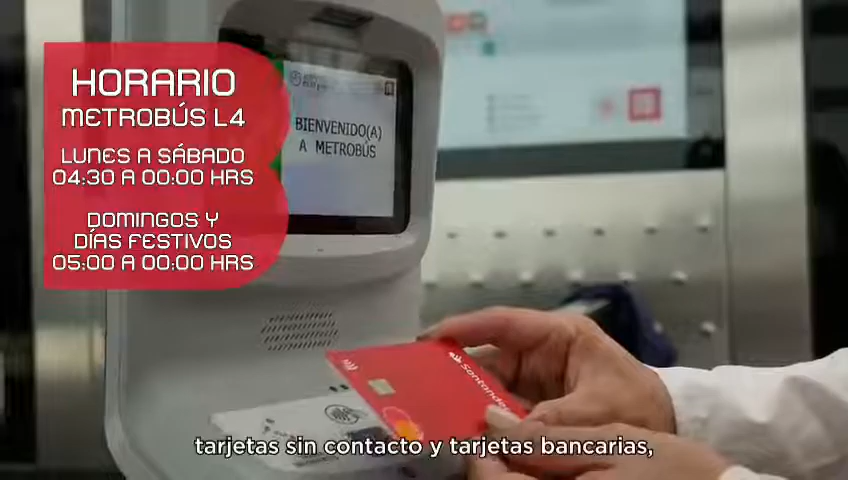 HORARIO
METROBÚS L4
LUNES A SÁBADO
04:30 A 00:00 HRS
DOMINGOS Y
DÍAS FESTIVOS
05:00 A 00:00 HRS
BIENVENIDO(A)
A METROBÚS
Santander
tarjetas sin contacto y tarjetas bancarias,